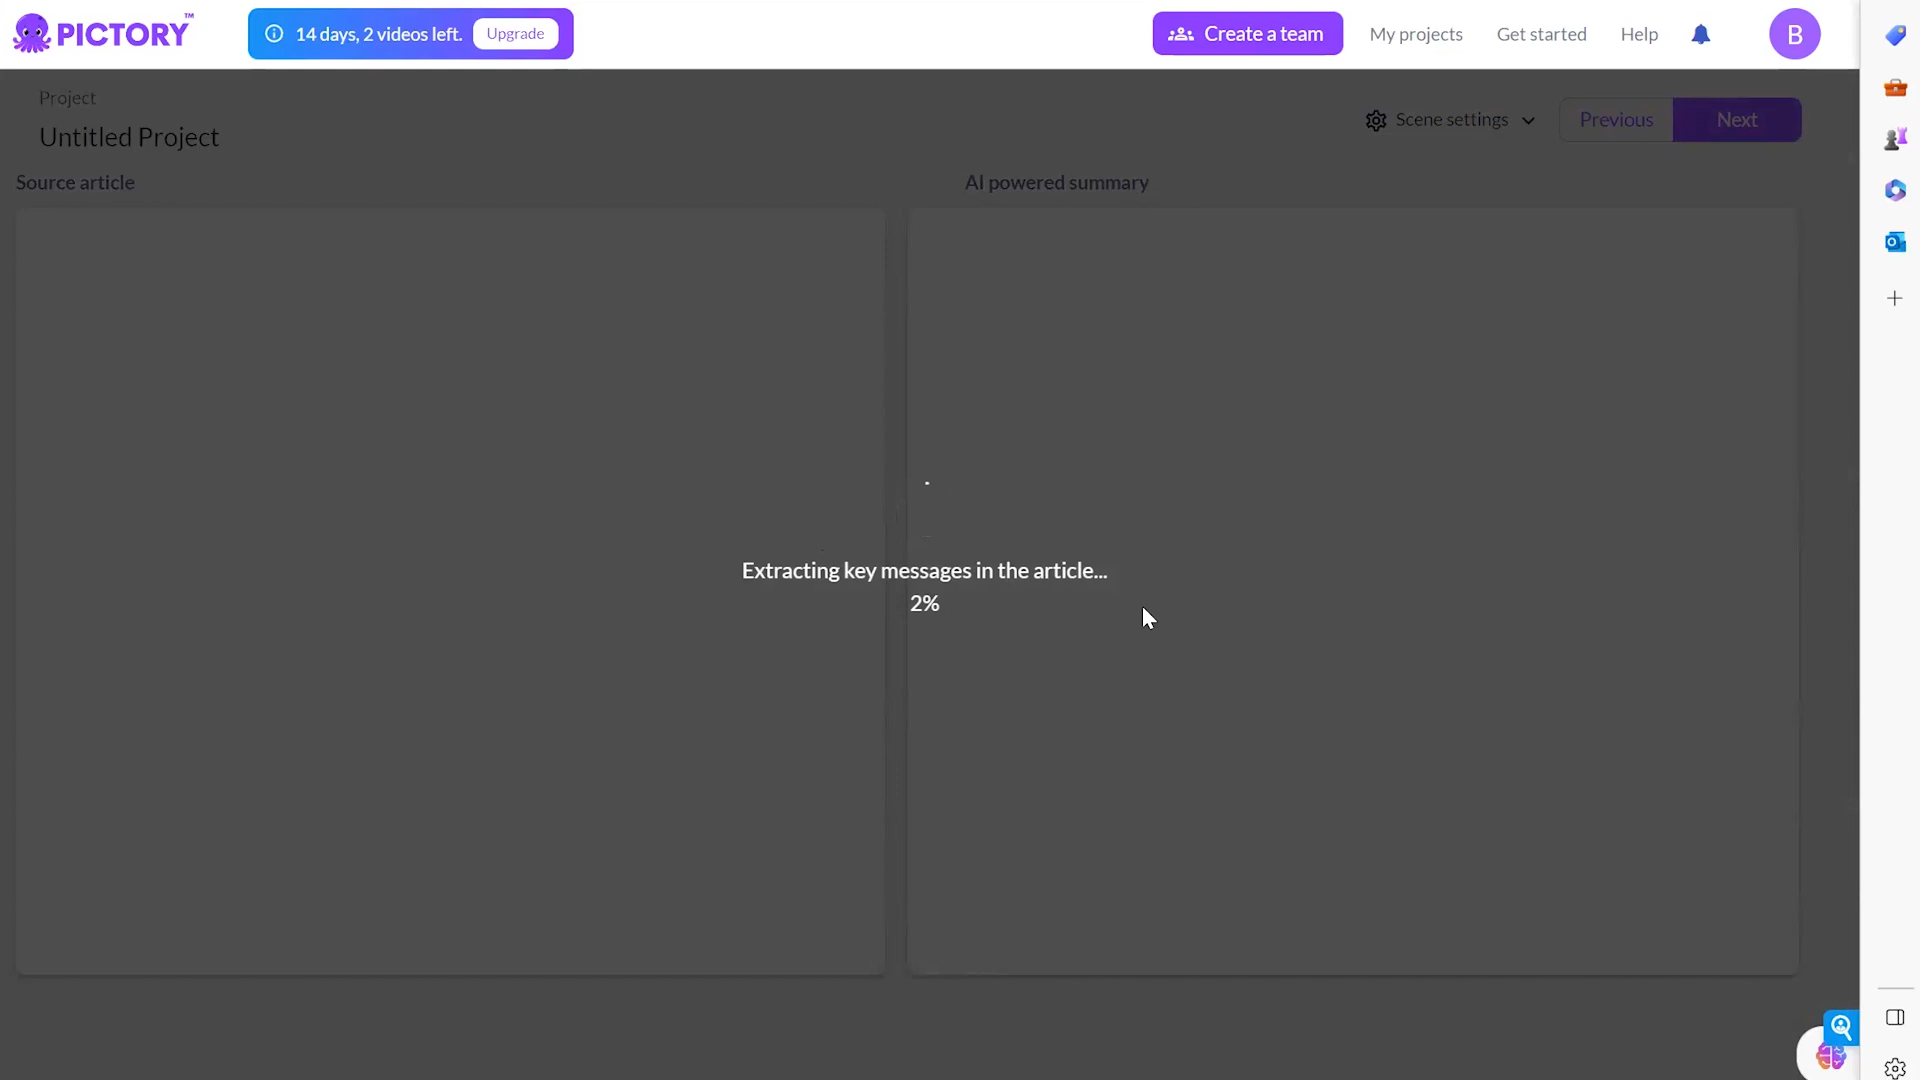 PICTORY™
14 days, 2 videos left.
Upgrade
Create a team
My projects
Get started
Help
B
Project
Untitled Project
Scene settings
Previous
Next
Source article
AI powered summary
Extracting key messages in the article...
2%